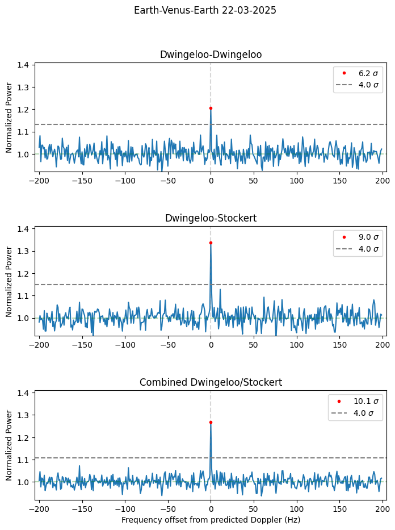 Earth-Venus-Earth 22-03-2025
Dwingeloo-Dwingeloo
Normalized Power
1.4
1.3
1.2
1.1
1.0
6.2 σ
4.0 σ
−200 −150 −100 −50 0 50 100 150 200
Dwingeloo-Stockert
Normalized Power
1.4
1.3
1.2
1.1
1.0
9.0 σ
4.0 σ
−200 −150 −100 −50 0 50 100 150 200
Combined Dwingeloo/Stockert
Normalized Power
1.4
1.3
1.2
1.1
1.0
10.1 σ
4.0 σ
−200 −150 −100 −50 0 50 100 150 200
Frequency offset from predicted Doppler (Hz)